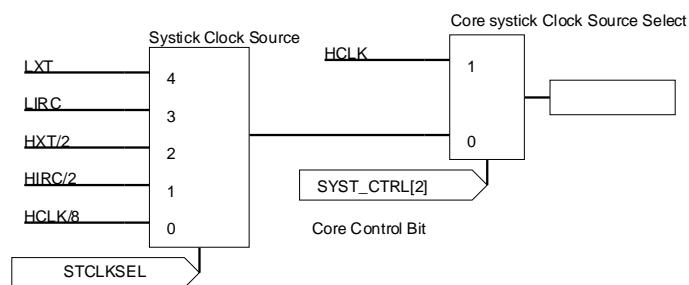 Core systick Clock Source Select
Systick Clock Source
HCLK
1
LXT
4
LIRC
3
HXT/2
2
0
HIRC/2
1
SYST_CTRL[2]
HCLK/8
0
Core Control Bit
STCLKSEL